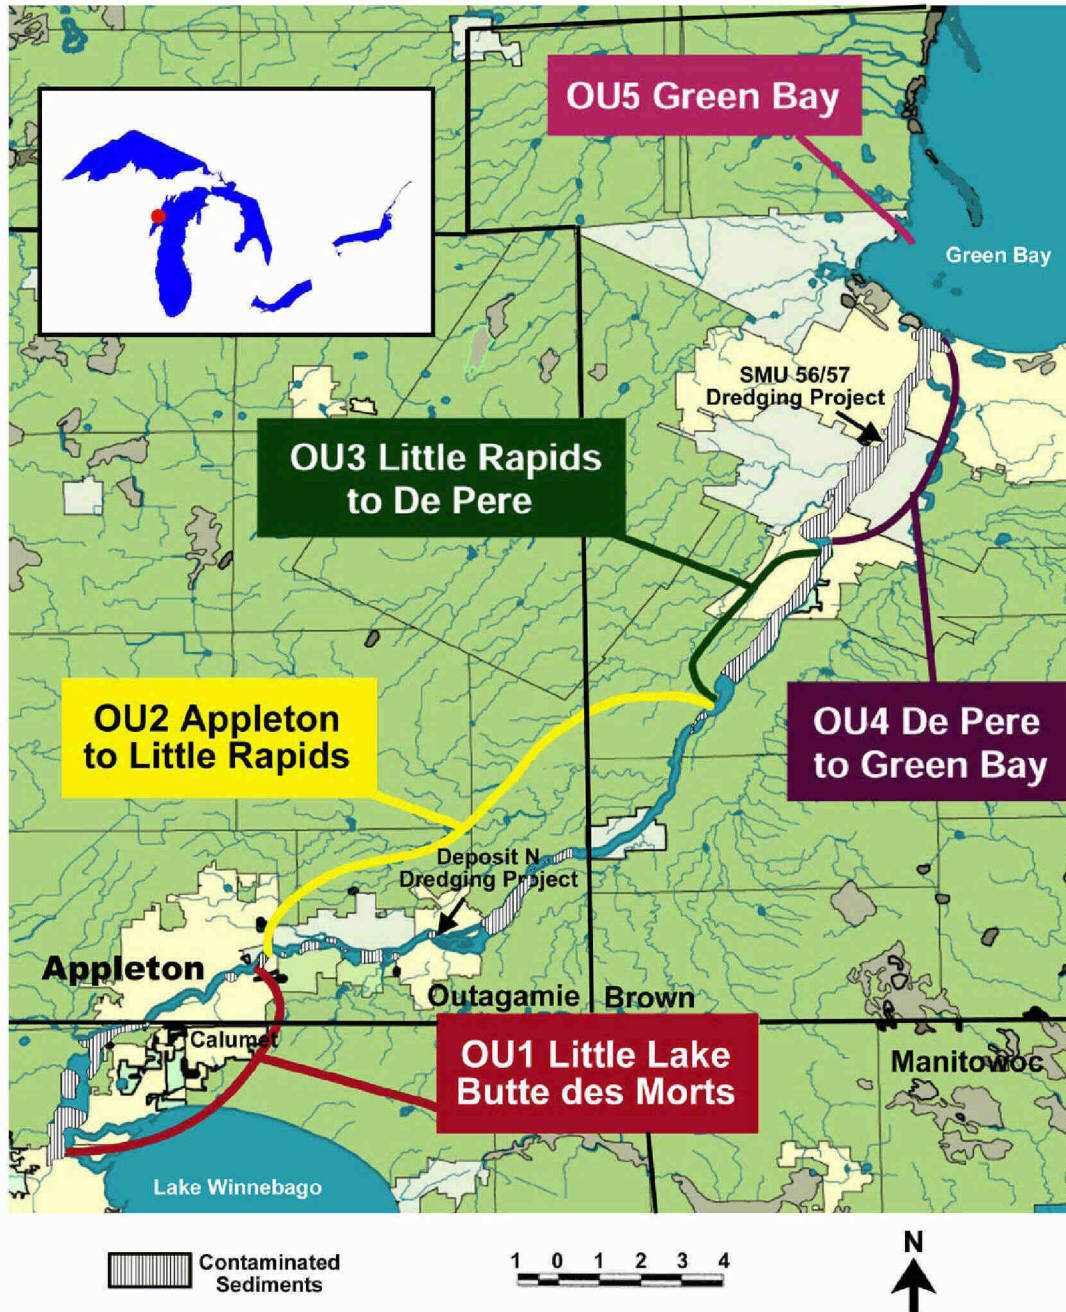 OU5 Green Bay
Green Bay
SMU 56/57
Dredging Project
OU3 Little Rapids
to De Pere
OU2 Appleton
to Little Rapids
OU4 De Pere
to Green Bay
Deposit N
Dredging Project
Appleton
Outagamie
Brown
Calumet
OU1 Little Lake
Butte des Morts
Manitowoc
Lake Winnebago
Contaminated
Sediments
1 0 1 2 3 4
N